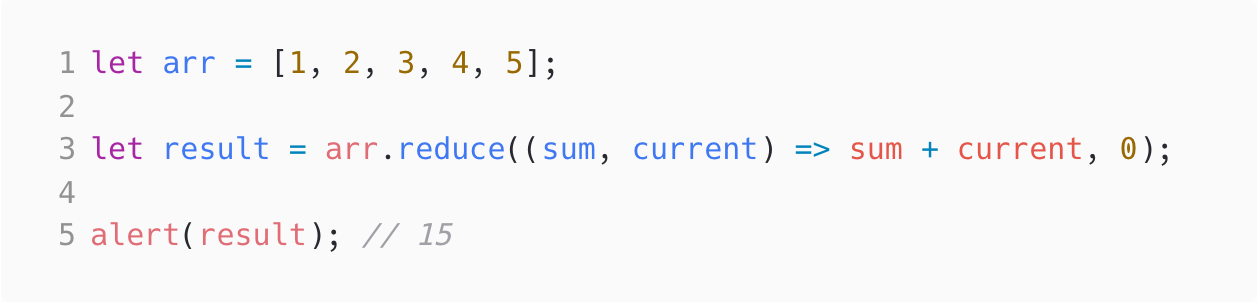 1 let arr = [1, 2, 3, 4, 5];
2
3 let result = arr.reduce((sum, current) => sum + current, 0);
4
5 alert(result); // 15